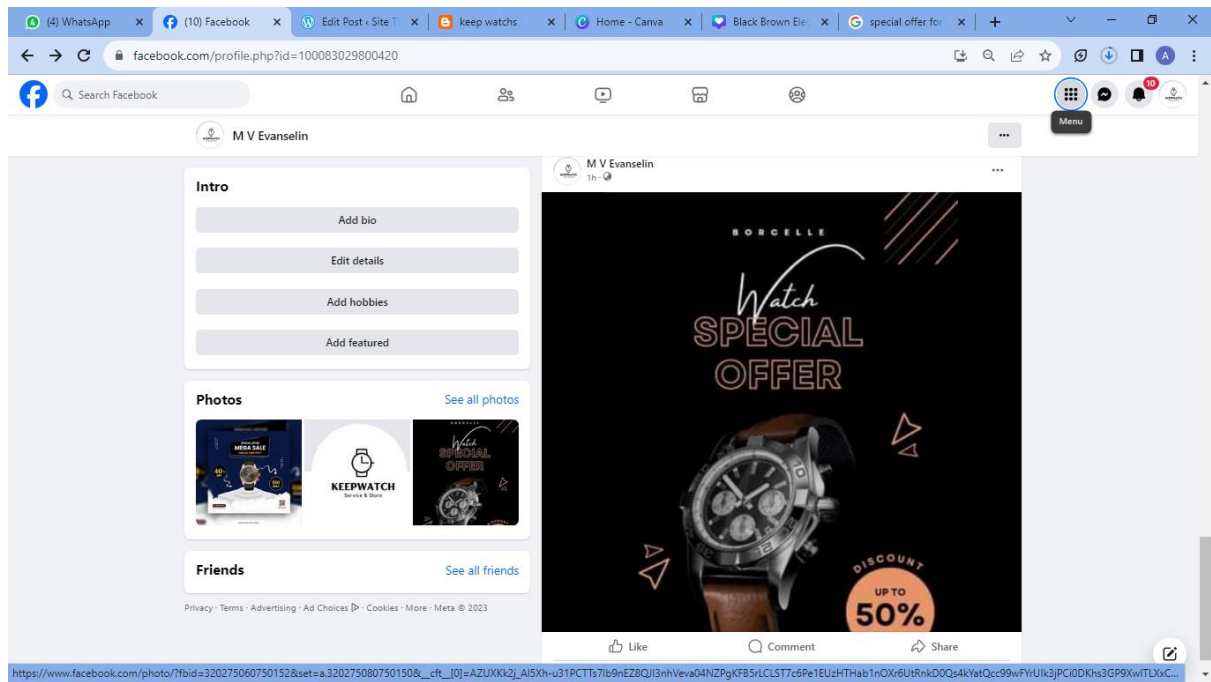 (4) WhatsApp
(10) Facebook
Edit Post ‹ Site T
keep watchs
Home - Canva
Black Brown Ele
special offer for
facebook.com/profile.php?id=100083029800420
A
Search Facebook
10
Menu
M V Evanselin
Intro
Add bio
Edit details
Add hobbies
Add featured
Photos
See all photos
MEGA SALE
KEEPWATCH
Service & Store
Watch
SPECIAL
OFFER
Friends
See all friends
Privacy · Terms · Advertising · Ad Choices · Cookies · More · Meta © 2023
M V Evanselin
1h
BORCELLE
Watch
SPECIAL
OFFER
DISCOUNT
UP TO
50%
Like
Comment
Share